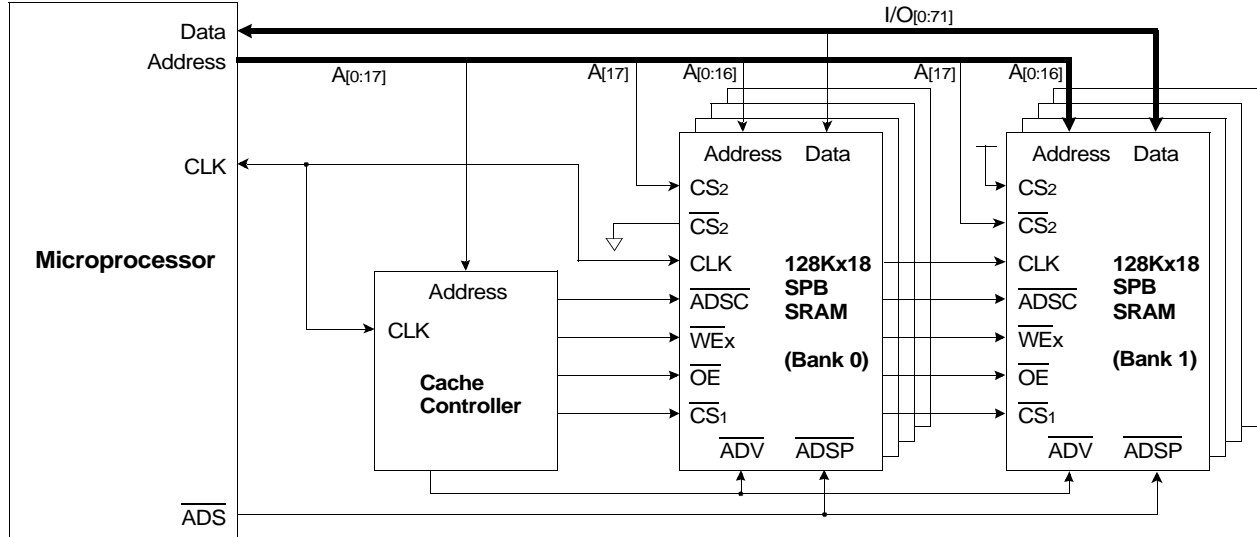 I/O[0:71]
Data
Address
A[0:17]
A[17]
A[0:16]
A[17]
A[0:16]
CLK
Microprocessor
ADS
Address
CLK
Cache
Controller
Address Data
CS2
CS2
CLK
ADSC
WEx
OE
CS1
ADV ADSP
128Kx18
SPB
SRAM
(Bank 0)
Address Data
CS2
CS2
CLK
ADSC
WEx
OE
CS1
ADV ADSP
128Kx18
SPB
SRAM
(Bank 1)